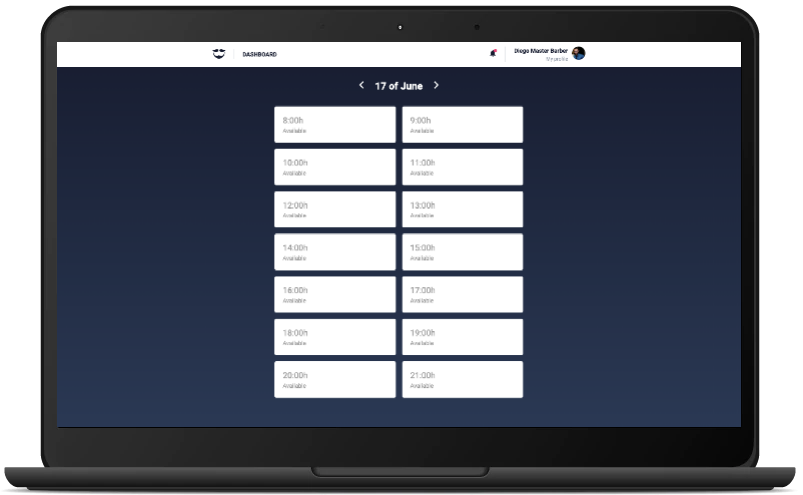 DASHBOARD
Diego Master Barber
My profile
17 of June
8:00h
Available
9:00h
Available
10:00h
Available
11:00h
Available
12:00h
Available
13:00h
Available
14:00h
Available
15:00h
Available
16:00h
Available
17:00h
Available
18:00h
Available
19:00h
Available
20:00h
Available
21:00h
Available